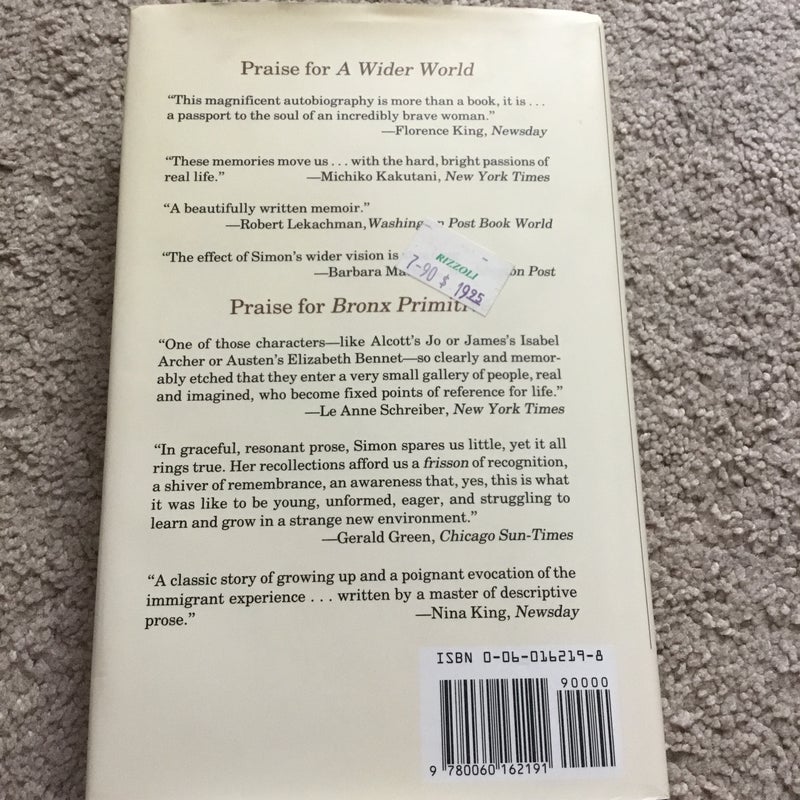 Praise for A Wider World
“This magnificent autobiography is more than a book, it is . . .
a passport to the soul of an incredibly brave woman.”
—Florence King, Newsday
“These memories move us . . . with the hard, bright passions of
real life.” —Michiko Kakutani, New York Times
“A beautifully written memoir.”
—Robert Lekachman, Post Book World
“The effect of Simon’s wider vision is
—Barbara Post
RIZZOLI
7-90 $ 1925
Praise for Bronx
“One of those characters—like Alcott’s Jo or James’s Isabel
Archer or Austen’s Elizabeth Bennet—so clearly and memor-
ably etched that they enter a very small gallery of people, real
and imagined, who become fixed points of reference for life.”
—Le Anne Schreiber, New York Times
“In graceful, resonant prose, Simon spares us little, yet it all
rings true. Her recollections afford us a frisson of recognition,
a shiver of remembrance, an awareness that, yes, this is what
it was like to be young, unformed, eager, and struggling to
learn and grow in a strange new environment.”
—Gerald Green, Chicago Sun-Times
“A classic story of growing up and a poignant evocation of the
immigrant experience . . . written by a master of descriptive
prose.” —Nina King, Newsday
ISBN 0-06-016219-8
90000
9 780060 162191